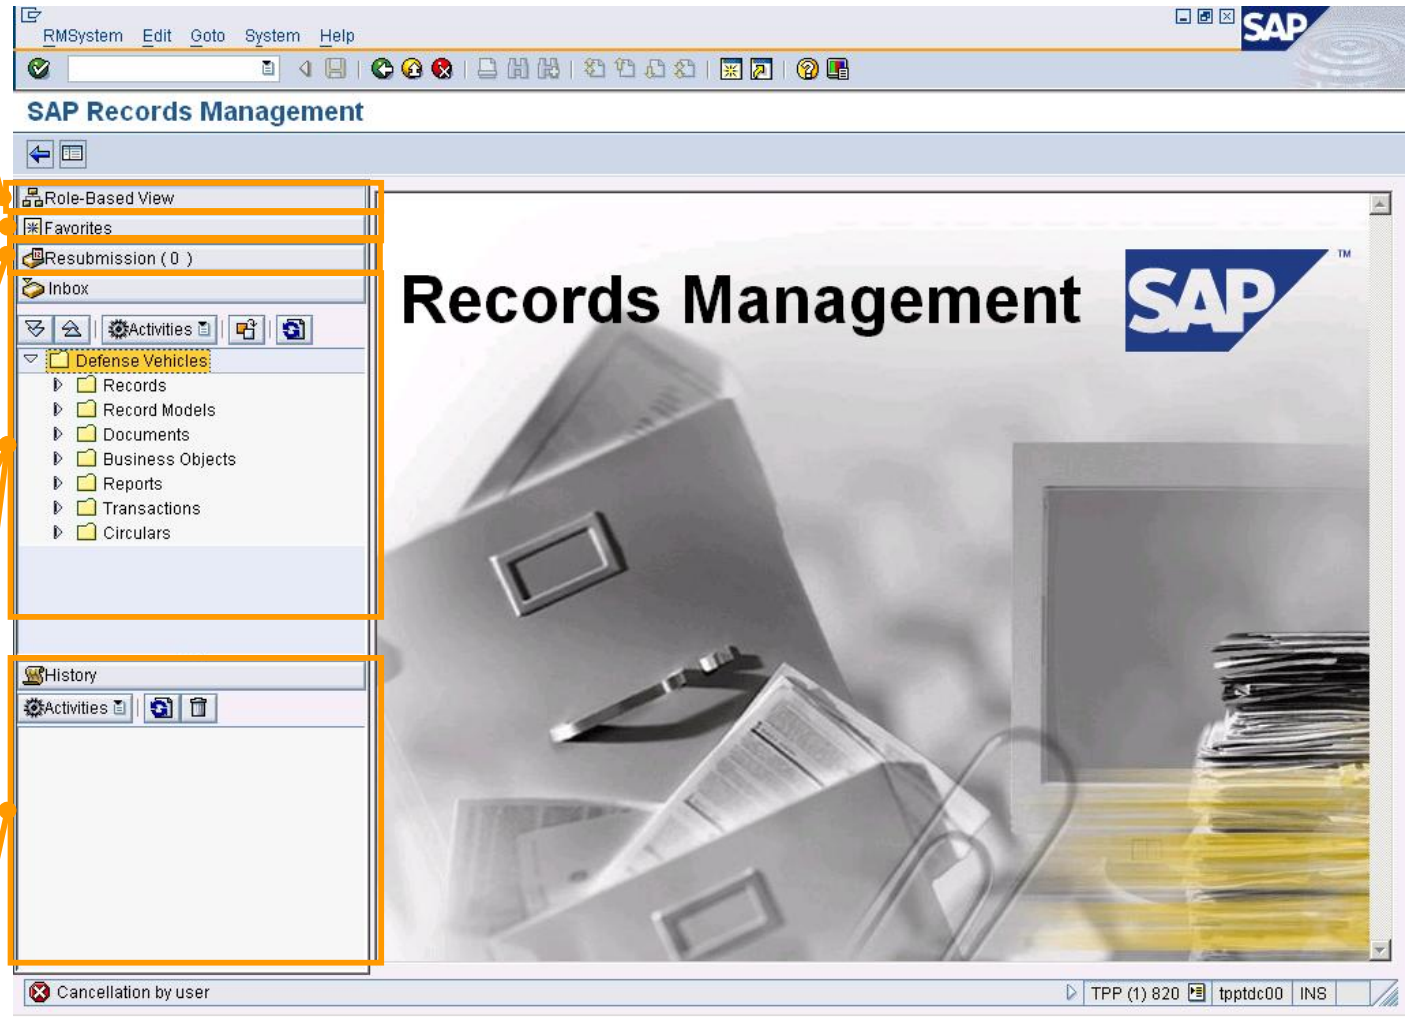 RMSystem Edit Goto System Help
SAP
SAP Records Management
Role-Based View
Favorites
Resubmission ( 0 )
Inbox
Activities
Defense Vehicles
Records
Record Models
Documents
Business Objects
Reports
Transactions
Circulars
History
Activities
Records Management SAP TM
Cancellation by user
TPP (1) 820 tpptdc00 INS